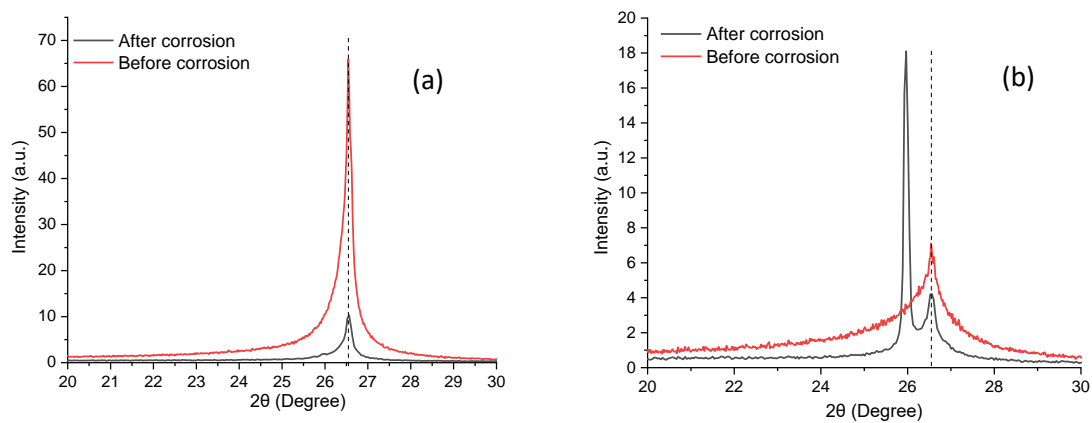 After corrosion
Before corrosion
(a)
Intensity (a.u.)
70
60
50
40
30
20
10
0
20 21 22 23 24 25 26 27 28 29 30
2θ (Degree)
After corrosion
Before corrosion
(b)
Intensity (a.u.)
20
18
16
14
12
10
8
6
4
2
0
20 22 24 26 28 30
2θ (Degree)